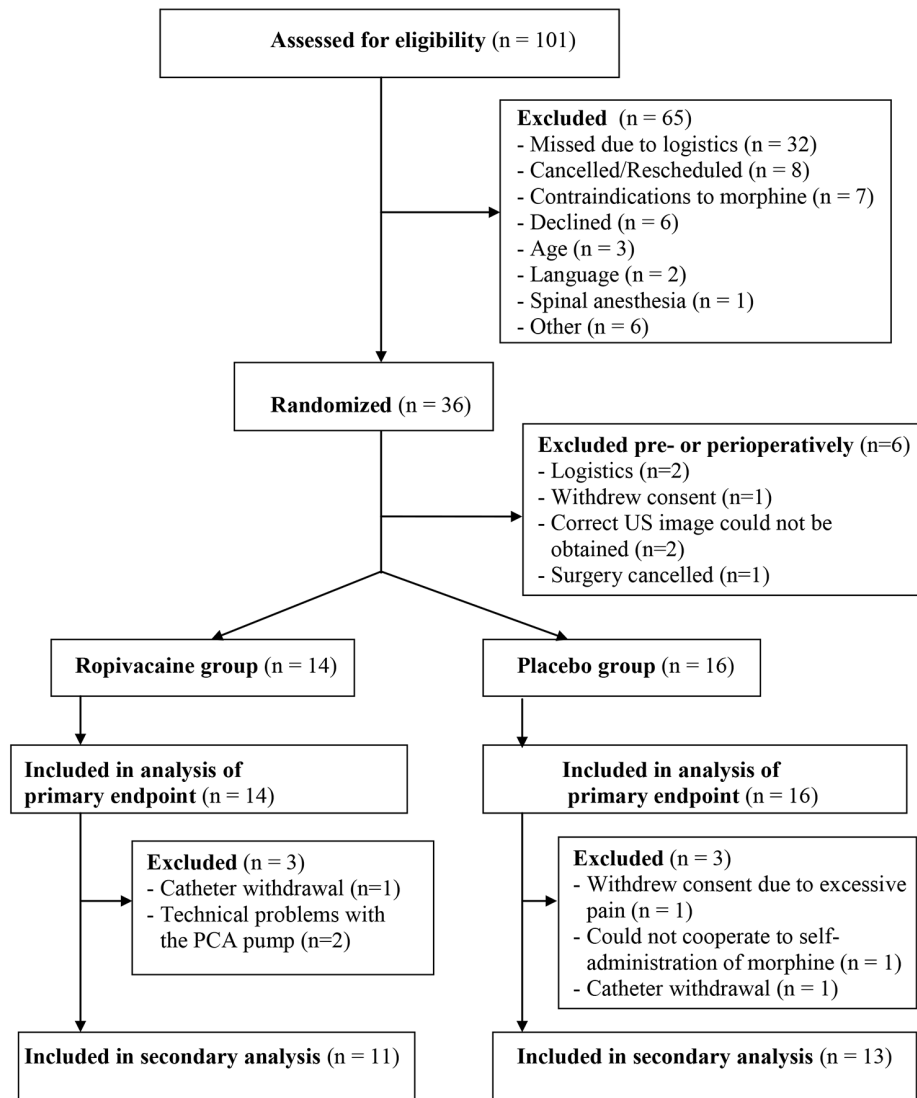 Assessed for eligibility (n = 101)
Excluded (n = 65)
- Missed due to logistics (n = 32)
- Cancelled/Rescheduled (n = 8)
- Contraindications to morphine (n = 7)
- Declined (n = 6)
- Age (n = 3)
- Language (n = 2)
- Spinal anesthesia (n = 1)
- Other (n = 6)
Randomized (n = 36)
Excluded pre- or perioperatively (n=6)
- Logistics (n=2)
- Withdrew consent (n=1)
- Correct US image could not be
obtained (n=2)
- Surgery cancelled (n=1)
Ropivacaine group (n = 14)
Placebo group (n = 16)
Included in analysis of
primary endpoint (n = 14)
Included in analysis of
primary endpoint (n = 16)
Excluded (n = 3)
- Catheter withdrawal (n=1)
- Technical problems with
the PCA pump (n=2)
Excluded (n = 3)
- Withdrew consent due to excessive
pain (n = 1)
- Could not cooperate to self-
administration of morphine (n = 1)
- Catheter withdrawal (n = 1)
Included in secondary analysis (n = 11)
Included in secondary analysis (n = 13)